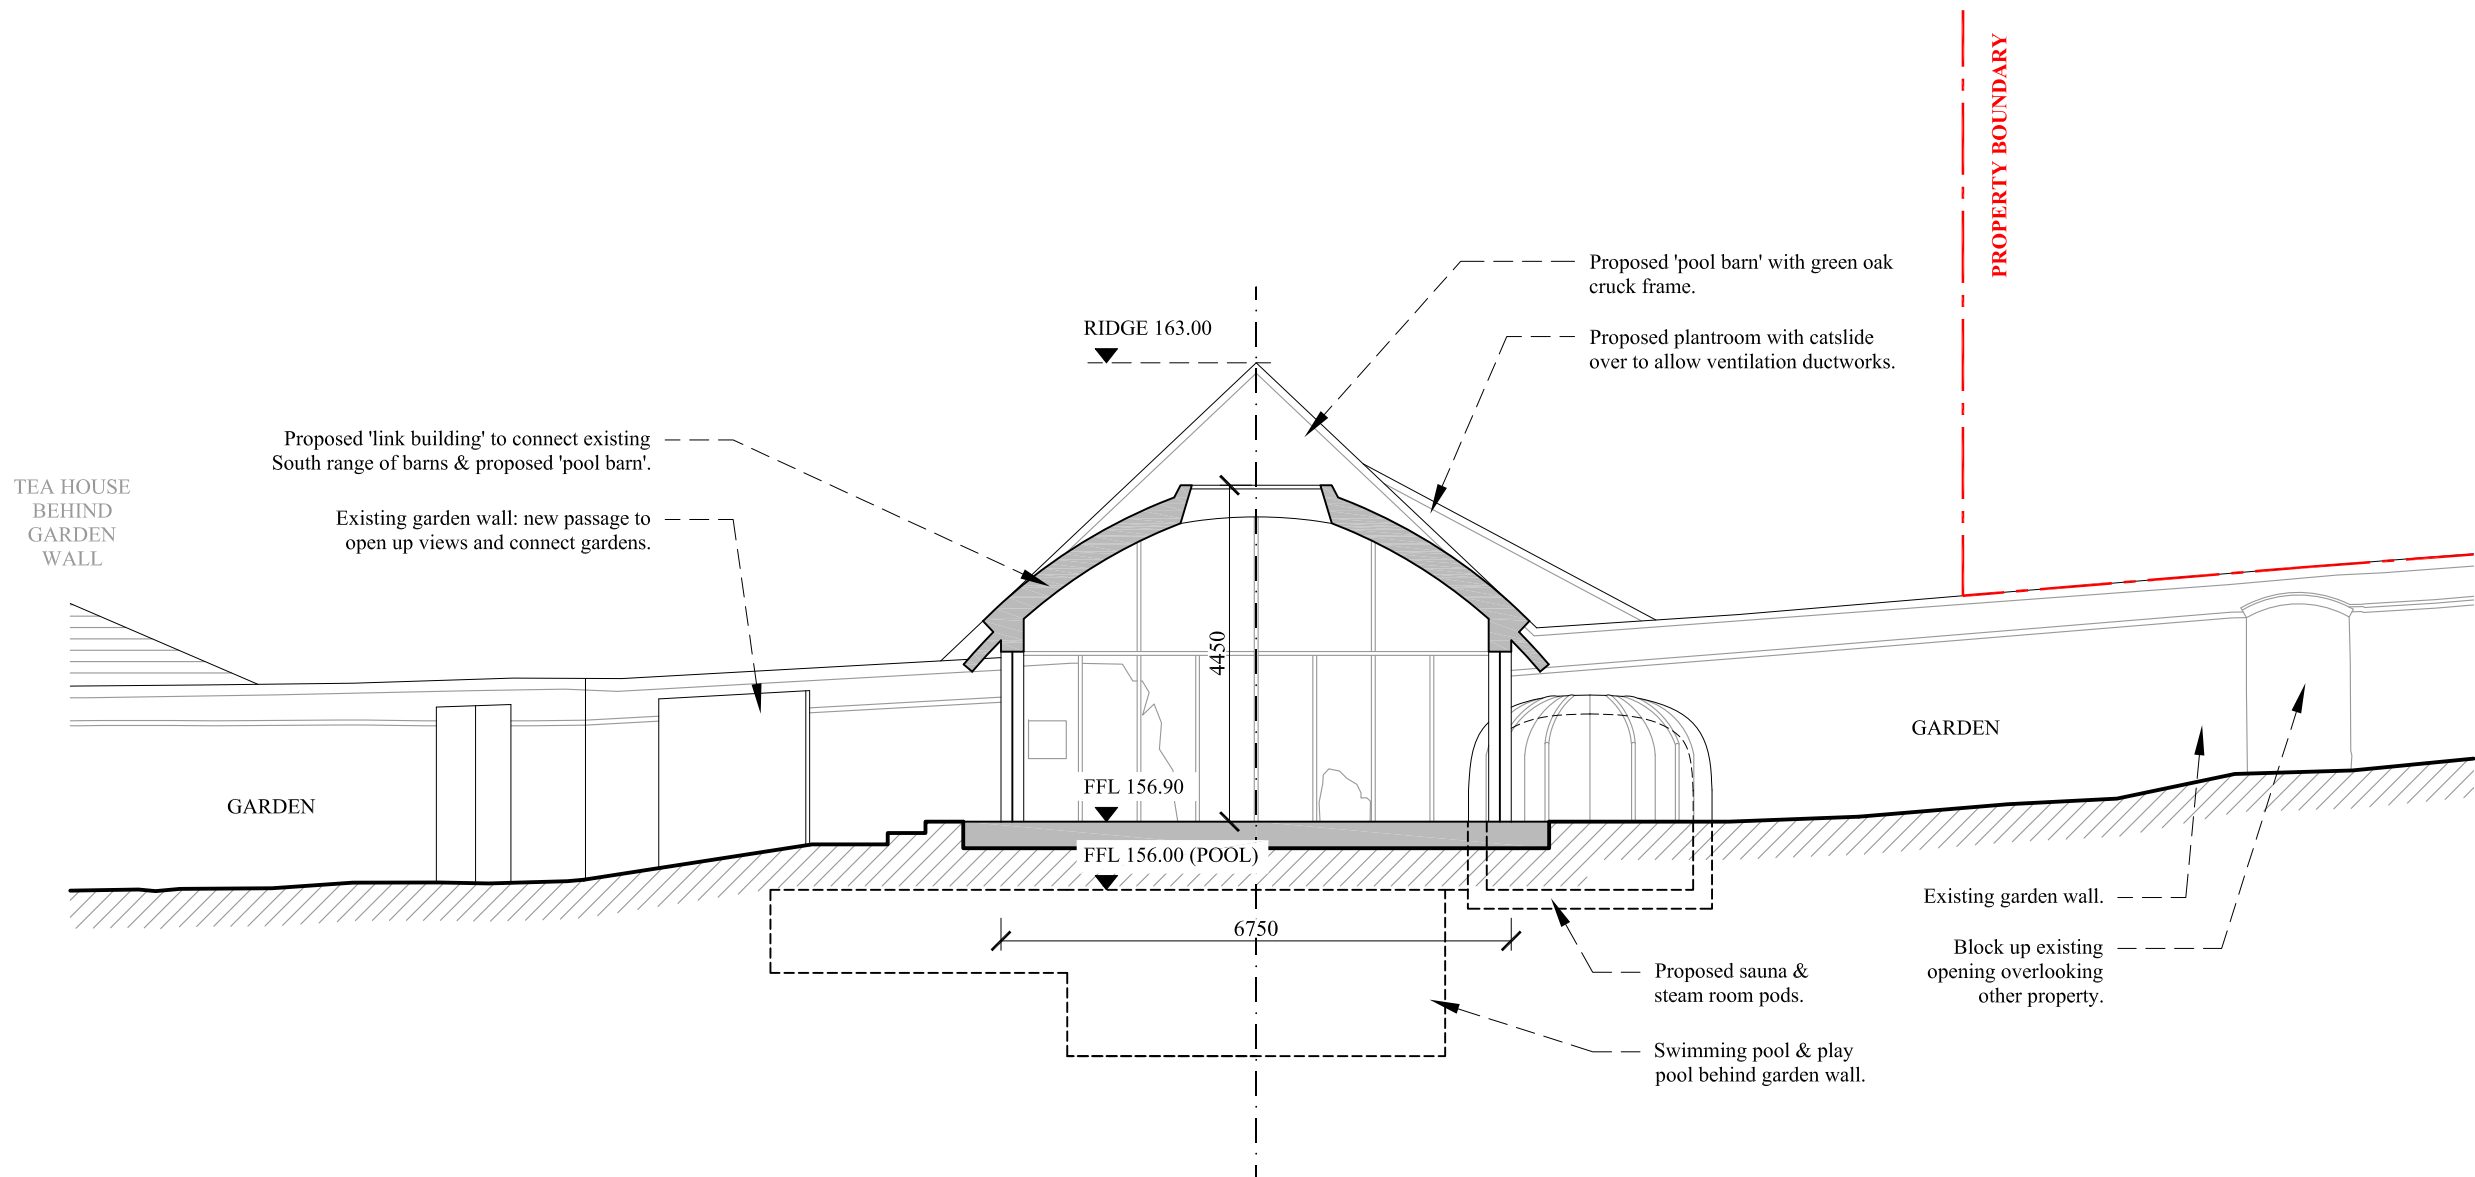 PROPERTY BOUNDARY
Proposed 'pool barn' with green oak
cruck frame.
RIDGE 163.00
Proposed plantroom with catslide
over to allow ventilation ductworks.
Proposed 'link building' to connect existing
South range of barns & proposed 'pool barn'.
TEA HOUSE
BEHIND
GARDEN
WALL
Existing garden wall: new passage to
open up views and connect gardens.
4450
GARDEN
FFL 156.90
GARDEN
FFL 156.00 (POOL)
6750
Existing garden wall.
Block up existing
opening overlooking
other property.
Proposed sauna &
steam room pods.
Swimming pool & play
pool behind garden wall.